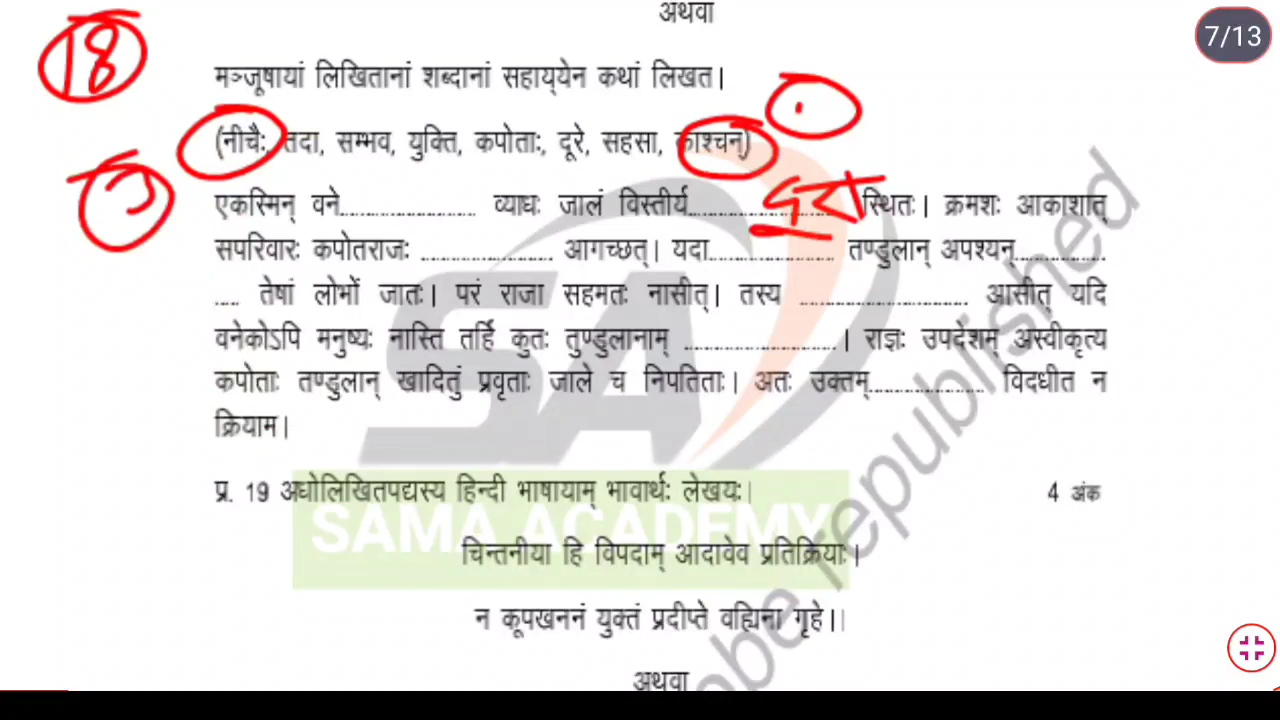 अथवा
7/13
18
मञ्जूषायां लिखितानां शब्दानां सहाय्येन कथां लिखत।
(नीचैः, तदा, सम्भव, युक्ति, कपोताः, दूरे, सहसा, काश्चन)
एकस्मिन् वने.............................. व्याधः जालं विस्तीर्य.............................. स्थितः। क्रमशः आकाशात्
सपरिवारः कपोतराजः .............................. आगच्छत्। यदा.............................. तण्डुलान् अपश्यन्......................
..... तेषां लोभों जातः। परं राजा सहमतः नासीत्। तस्य .................................... आसीत् यदि
वनेकोऽपि मनुष्यः नास्ति तर्हि कुतः तुण्डुलानाम् .................................। राज्ञः उपदेशम् अस्वीकृत्य
कपोताः तण्डुलान् खादितुं प्रवृताः जाले च निपतिताः। अतः उक्तम्......................... विदधीत न
क्रियाम।
प्र. 19 अधोलिखितपद्यस्य हिन्दी भाषायाम् भावार्थः लेखयः। 4 अंक
SAMA ACADEMY
चिन्तनीया हि विपदाम् आदावेव प्रतिक्रियाः।
न कूपखननं युक्तं प्रदीप्ते वह्यिना गृहे।।
अथवा
SA
obe republished